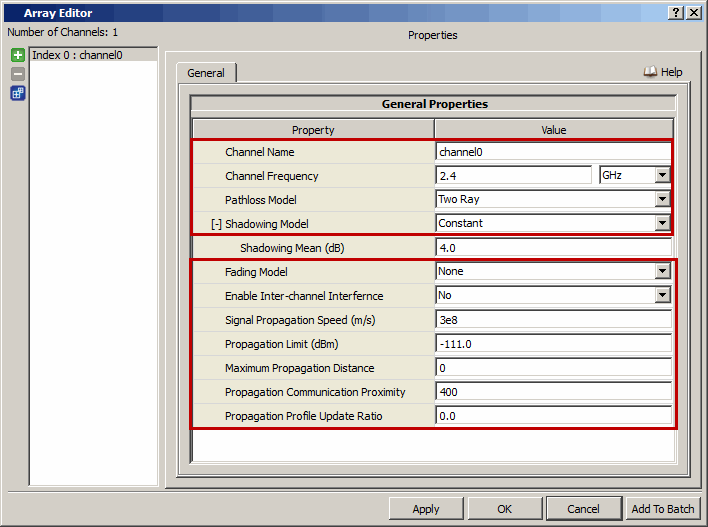 Array Editor
Number of Channels: 1
Properties
Index 0 : channel0
General
Help
General Properties
Property Value
Channel Name channel0
Channel Frequency 2.4 GHz
Pathloss Model Two Ray
[-] Shadowing Model Constant
Shadowing Mean (dB) 4.0
Fading Model None
Enable Inter-channel Interfernce No
Signal Propagation Speed (m/s) 3e8
Propagation Limit (dBm) -111.0
Maximum Propagation Distance 0
Propagation Communication Proximity 400
Propagation Profile Update Ratio 0.0
Apply OK Cancel Add To Batch